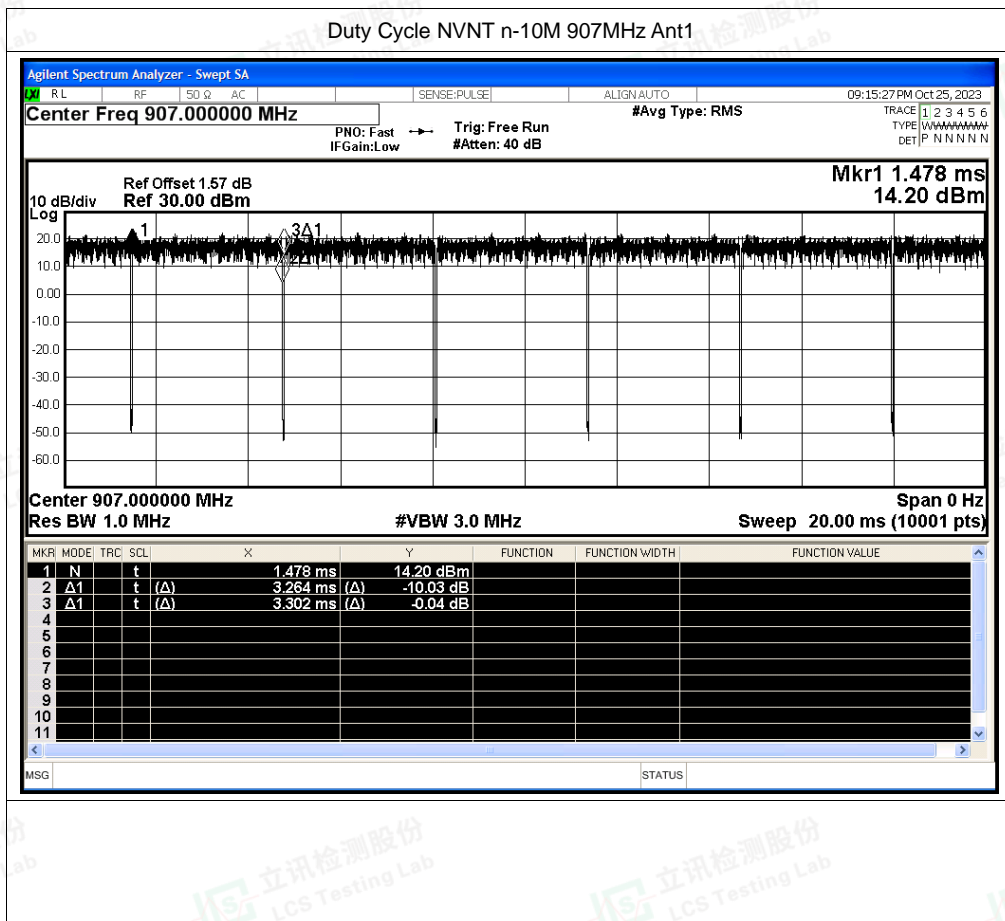 Duty Cycle NVNT n-10M 907MHz Ant1
Agilent Spectrum Analyzer - Swept SA
LXI RL RF 50 Ω AC SENSE:PULSE ALIGN AUTO 09:15:27 PM Oct 25, 2023
Center Freq 907.000000 MHz #Avg Type: RMS TRACE 1 2 3 4 5 6
PNO: Fast Trig: Free Run TYPE W
IFGain:Low #Atten: 40 dB DET P N N N N N
Ref Offset 1.57 dB Mkr1 1.478 ms
10 dB/div Ref 30.00 dBm 14.20 dBm
Log
1 3Δ1
20.0
10.0
0.00
-10.0
-20.0
-30.0
-40.0
-50.0
-60.0
Center 907.000000 MHz Span 0 Hz
Res BW 1.0 MHz #VBW 3.0 MHz Sweep 20.00 ms (10001 pts)
MKR MODE TRC SCL X Y FUNCTION FUNCTION WIDTH FUNCTION VALUE
1 N t 1.478 ms 14.20 dBm
2 Δ1 t (Δ) 3.264 ms (Δ) -10.03 dB
3 Δ1 t (Δ) 3.302 ms (Δ) -0.04 dB
4
5
6
7
8
9
10
11
MSG STATUS
立讯检测股份 立讯检测股份
LCS Testing Lab LCS Testing Lab